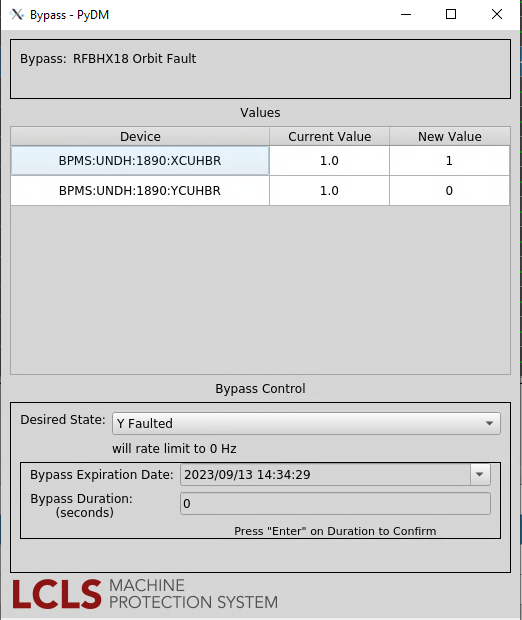 Bypass - PyDM
Bypass: RFBHX18 Orbit Fault
Values
Device Current Value New Value
BPMS:UNDH:1890:XCUHBR 1.0 1
BPMS:UNDH:1890:YCUHBR 1.0 0
Bypass Control
Desired State: Y Faulted
will rate limit to 0 Hz
Bypass Expiration Date: 2023/09/13 14:34:29
Bypass Duration: 0
(seconds)
Press "Enter" on Duration to Confirm
LCLS MACHINE
PROTECTION SYSTEM